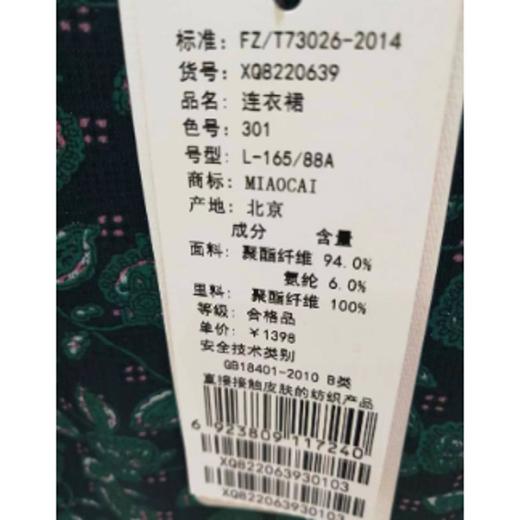 标准: FZ/T73026-2014
货号: XQ8220639
品名: 连衣裙
色号: 301
号型: L-165/88A
商标: MIAOCAI
产地: 北京
成分 含量
面料: 聚酯纤维 94.0%
氨纶 6.0%
里料: 聚酯纤维 100%
等级: 合格品
单价: ¥1398
安全技术类别
GB18401-2010 B类
直接接触皮肤的纺织产品
6 923809 117240
XQ822063930103
XQ822063930103